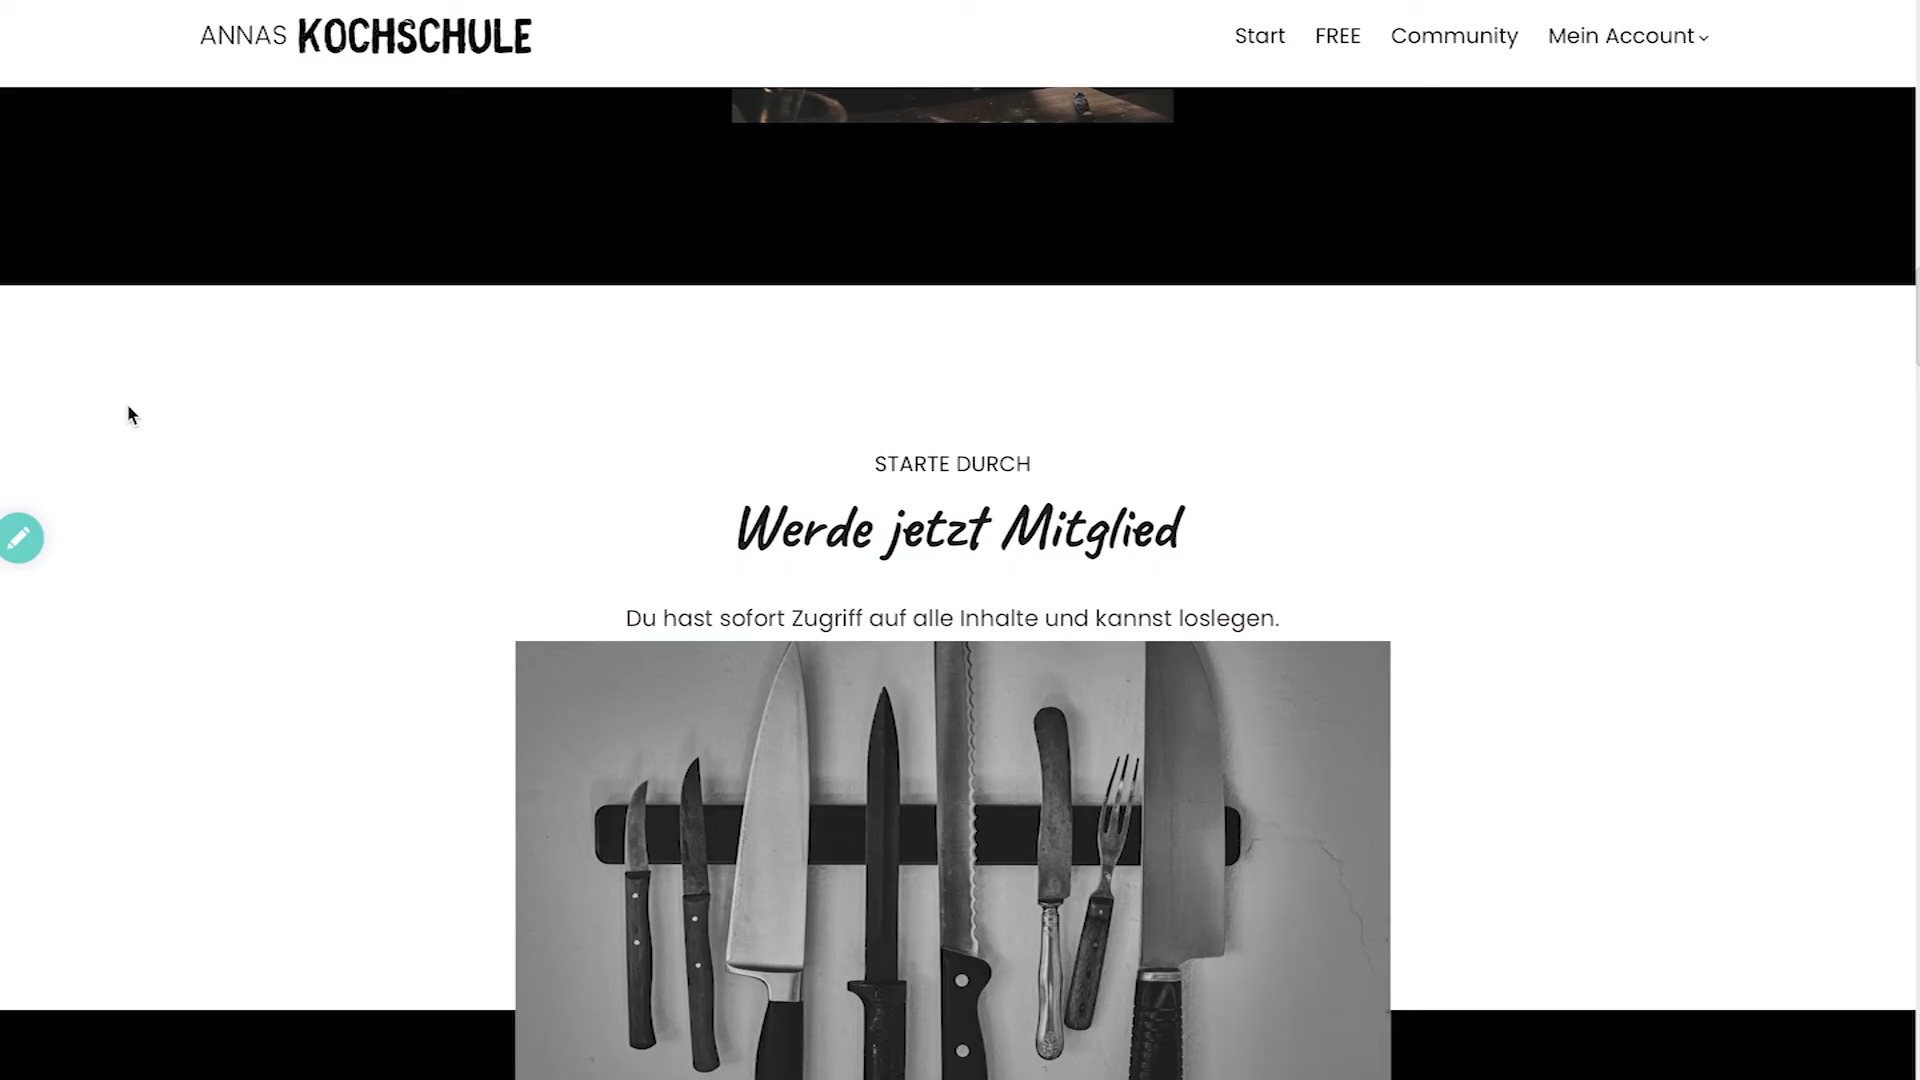 ANNAS KOCHSCHULE
Start FREE Community Mein Account
STARTE DURCH
Werde jetzt Mitglied
Du hast sofort Zugriff auf alle Inhalte und kannst loslegen.